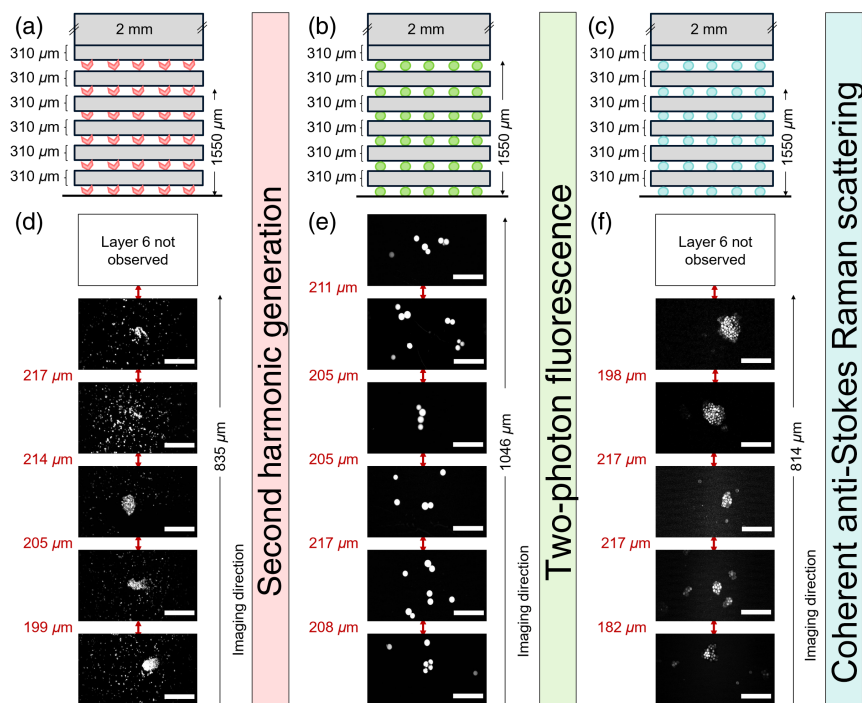 (a)
2 mm
310 µm
310 µm
310 µm
310 µm
310 µm
310 µm
1550 µm
(d)
Layer 6 not
observed
217 µm
214 µm
205 µm
199 µm
835 µm
Imaging direction
Second harmonic generation
(b)
2 mm
310 µm
310 µm
310 µm
310 µm
310 µm
310 µm
1550 µm
(e)
211 µm
205 µm
205 µm
217 µm
208 µm
1046 µm
Imaging direction
Two-photon fluorescence
(c)
2 mm
310 µm
310 µm
310 µm
310 µm
310 µm
310 µm
1550 µm
(f)
Layer 6 not
observed
198 µm
217 µm
217 µm
182 µm
814 µm
Imaging direction
Coherent anti-Stokes Raman scattering